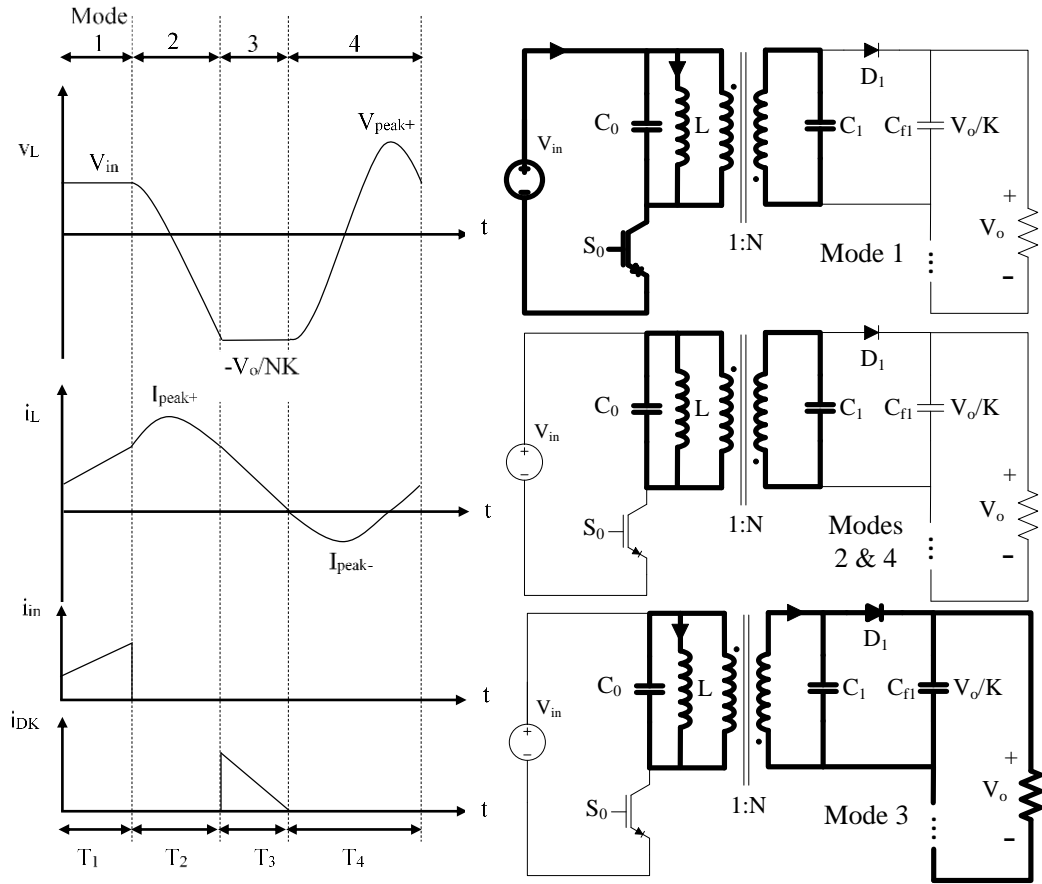 Mode
1 2 3 4
vL
Vin
Vpeak+
t
-Vo/NK
iL
Ipeak+
t
Ipeak-
iin
t
iDK
t
T1 T2 T3 T4
Vin
C0
L
C1
D1
Cf1
Vo/K
S0
1:N
Mode 1
+
Vo
-
Vin
+
−
C0
L
C1
D1
Cf1
Vo/K
S0
1:N
Modes
2 & 4
+
Vo
-
Vin
+
−
C0
L
C1
D1
Cf1
Vo/K
S0
1:N
Mode 3
+
Vo
-